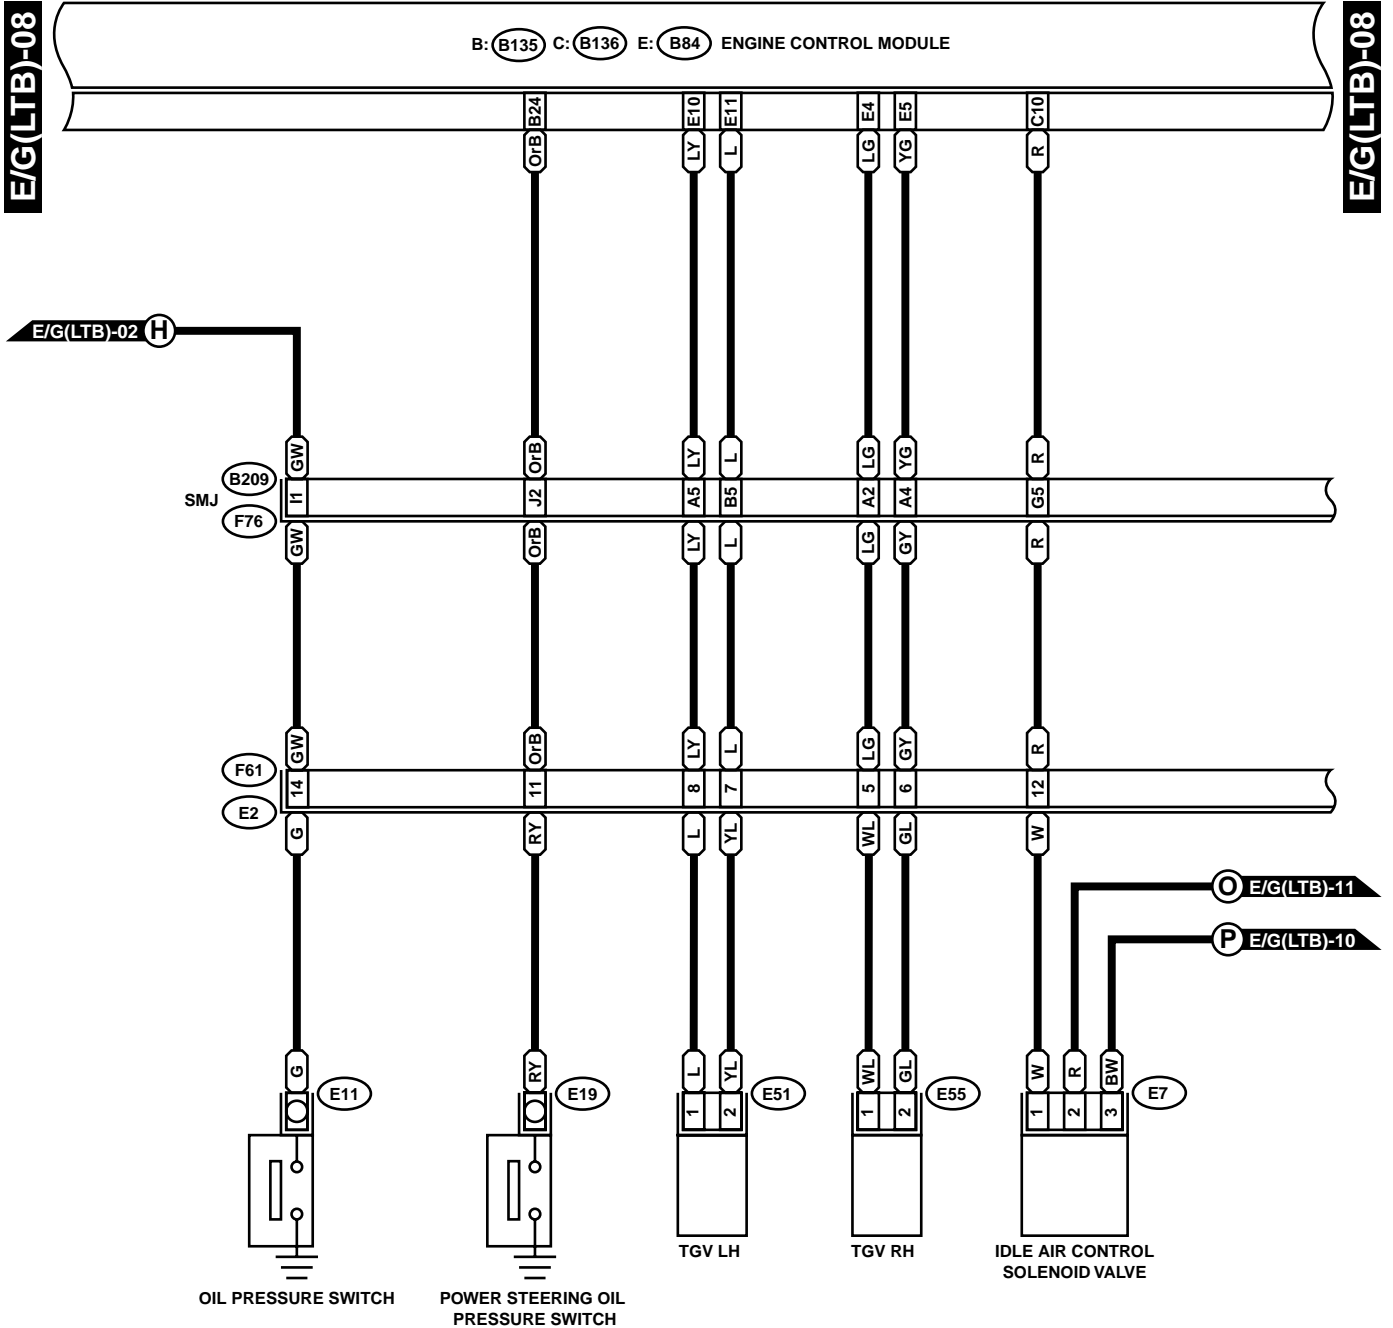 E/G(LTB)-08
E/G(LTB)-08
B: B135 C: B136 E: B84 ENGINE CONTROL MODULE
B24 E10 E11 E4 E5 C10
OrB LY L LG YG R
E/G(LTB)-02 H
GW OrB LY L LG YG R
B209
SMJ I1 J2 A5 B5 A2 A4 G5
F76
GW OrB LY L LG GY R
GW OrB LY L LG GY R
F61
14 11 8 7 5 6 12
E2
G RY L YL WL GL W
O E/G(LTB)-11
P E/G(LTB)-10
G RY L YL WL GL W R BW
E11 E19 E51 E55 E7
1 2 1 2 1 2 3
TGV LH TGV RH IDLE AIR CONTROL
SOLENOID VALVE
OIL PRESSURE SWITCH POWER STEERING OIL
PRESSURE SWITCH